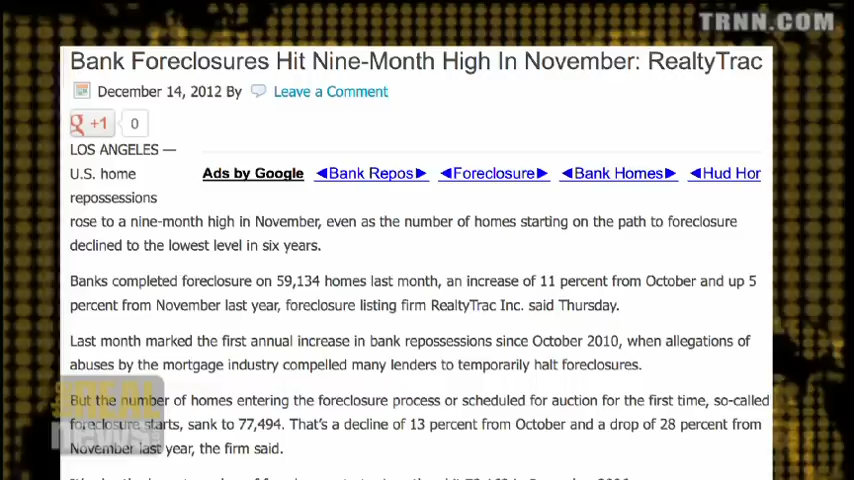 TRNN.COM
Bank Foreclosures Hit Nine-Month High In November: RealtyTrac
December 14, 2012 By Leave a Comment
g +1 0
LOS ANGELES —
U.S. home
repossessions
Ads by Google ◄Bank Repos► ◄Foreclosure► ◄Bank Homes► ◄Hud Hor
rose to a nine-month high in November, even as the number of homes starting on the path to foreclosure
declined to the lowest level in six years.
Banks completed foreclosure on 59,134 homes last month, an increase of 11 percent from October and up 5
percent from November last year, foreclosure listing firm RealtyTrac Inc. said Thursday.
Last month marked the first annual increase in bank repossessions since October 2010, when allegations of
abuses by the mortgage industry compelled many lenders to temporarily halt foreclosures.
But the number of homes entering the foreclosure process or scheduled for auction for the first time, so-called
foreclosure starts, sank to 77,494. That's a decline of 13 percent from October and a drop of 28 percent from
November last year, the firm said.
the REAL
news